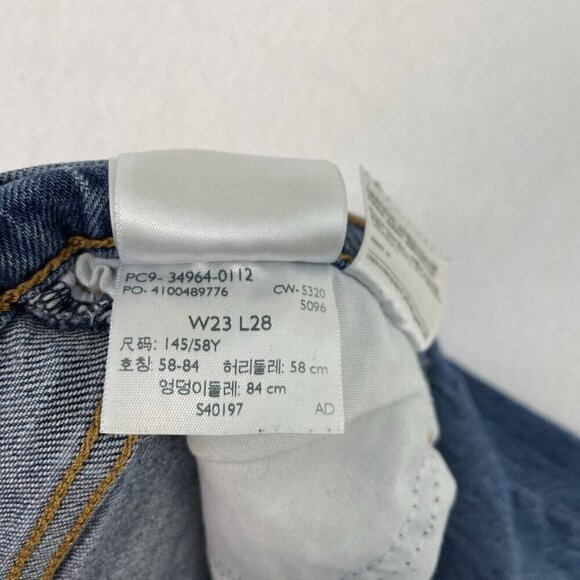 PC9- 34964-0112
PO- 4100489776 CW- 5320
5096
W23 L28
尺码: 145/58Y
호칭: 58-84 허리둘레: 58 cm
엉덩이둘레: 84 cm
S40197 AD